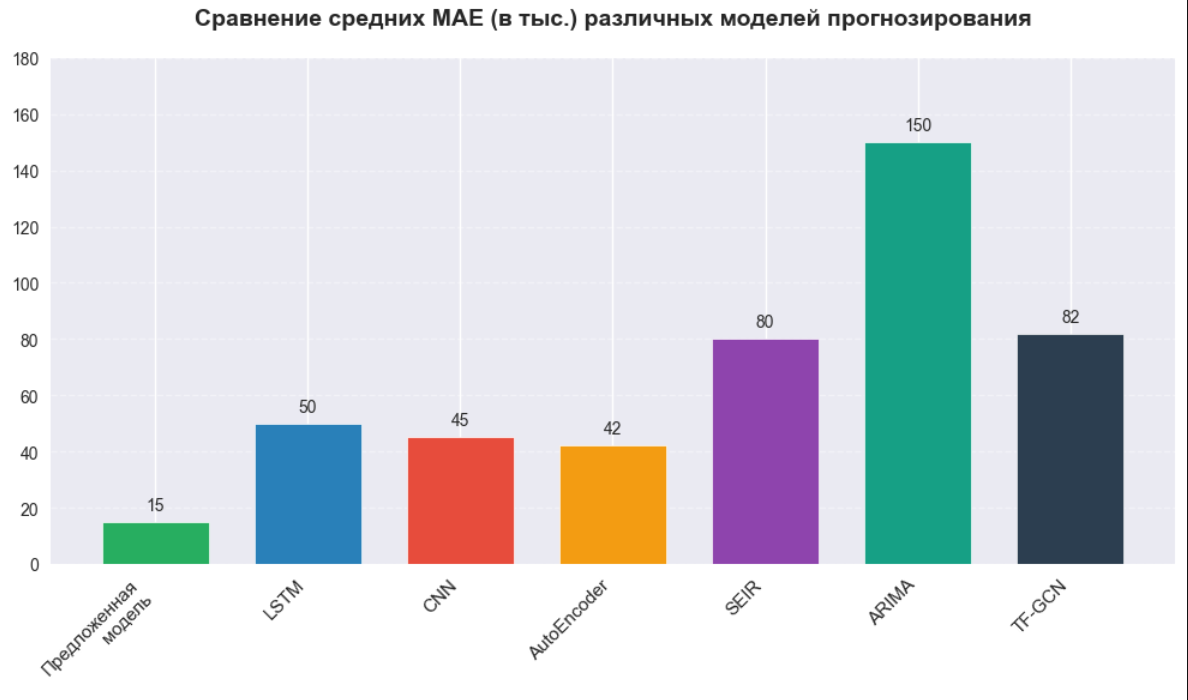 Сравнение средних MAE (в тыс.) различных моделей прогнозирования
180
160
140
120
100
80
60
40
20
0
15
50
45
42
80
150
82
Предложенная
модель
LSTM
CNN
AutoEncoder
SEIR
ARIMA
TF-GCN